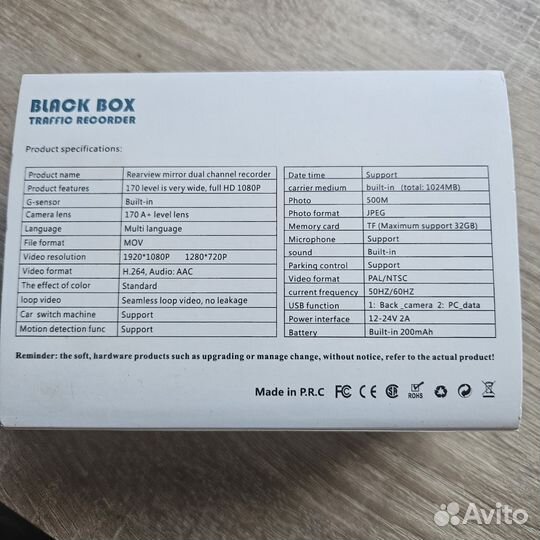 BLACK BOX
TRAFFIC RECORDER
Product specifications:
Product name Rearview mirror dual channel recorder
Product features 170 level is very wide, full HD 1080P
G-sensor Built-in
Camera lens 170 A+ level lens
Language Multi language
File format MOV
Video resolution 1920*1080P 1280*720P
Video format H.264, Audio: AAC
The effect of color Standard
loop video Seamless loop video, no leakage
Car switch machine Support
Motion detection func Support
Date time Support
carrier medium built-in (total: 1024MB)
Photo 500M
Photo format JPEG
Memory card TF (Maximum support 32GB)
Microphone Support
sound Built-in
Parking control Support
Video format PAL/NTSC
current frequency 50HZ/60HZ
USB function 1: Back_camera 2: PC_data
Power interface 12-24V 2A
Battery Built-in 200mAh
Reminder: the soft, hardware products such as upgrading or manage change, without notice, refer to the actual product!
Made in P.R.C FC CE ROHS
Avito